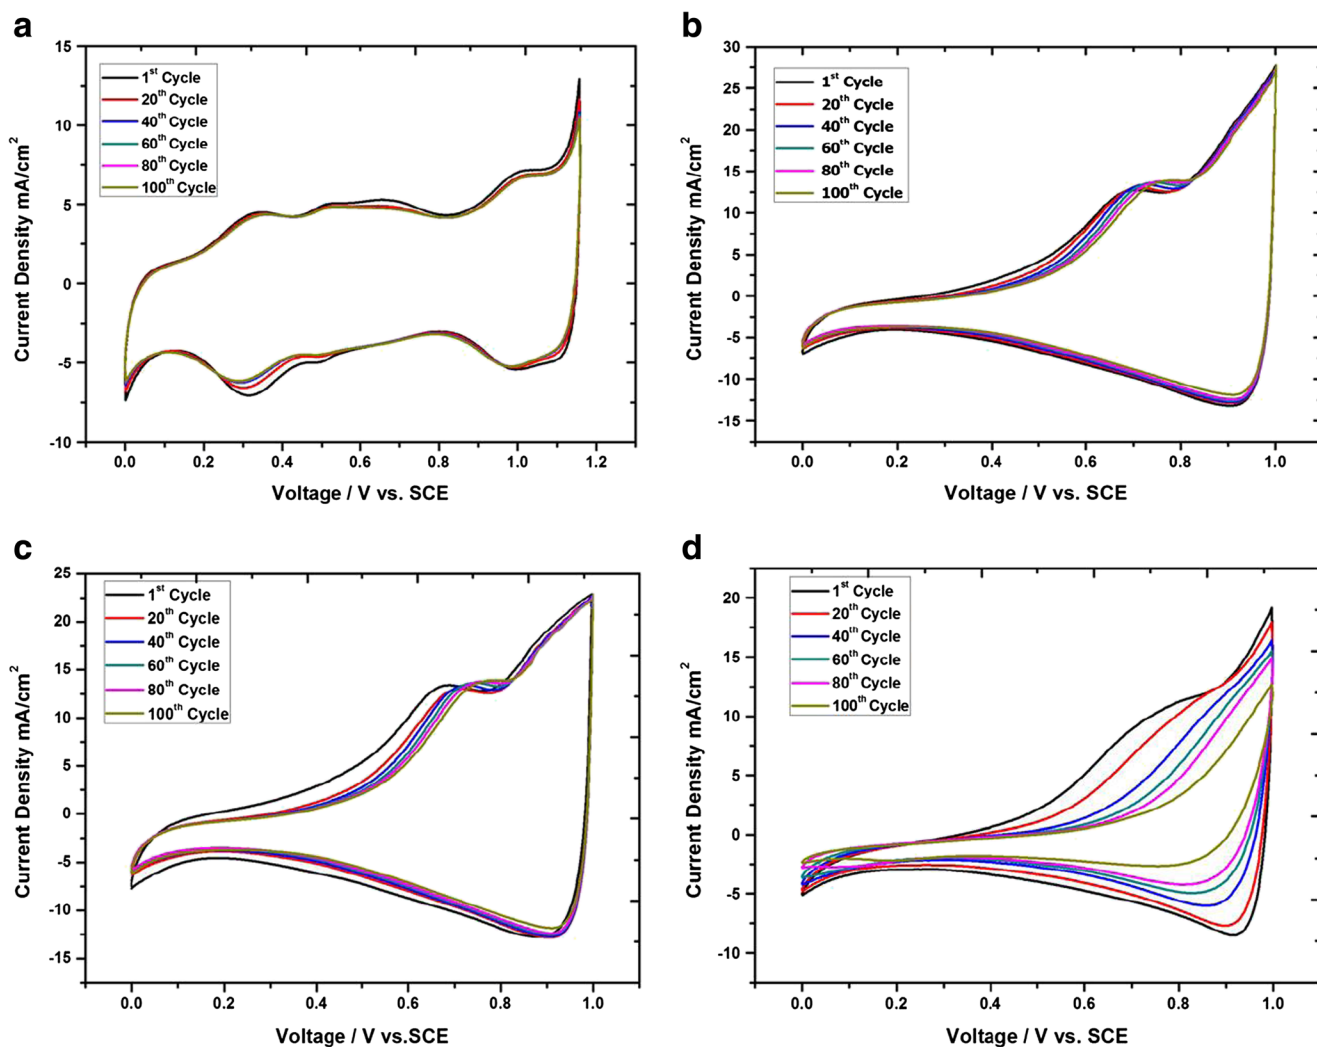 a
15
10
5
0
-5
-10
0.0 0.2 0.4 0.6 0.8 1.0 1.2
Current Density mA/cm²
Voltage / V vs. SCE
1st Cycle
20th Cycle
40th Cycle
60th Cycle
80th Cycle
100th Cycle
b
30
25
20
15
10
5
0
-5
-10
-15
0.0 0.2 0.4 0.6 0.8 1.0
Current Density mA/cm²
Voltage / V vs. SCE
1st Cycle
20th Cycle
40th Cycle
60th Cycle
80th Cycle
100th Cycle
c
25
20
15
10
5
0
-5
-10
-15
0.0 0.2 0.4 0.6 0.8 1.0
Current Density mA/cm²
Voltage / V vs.SCE
1st Cycle
20th Cycle
40th Cycle
60th Cycle
80th Cycle
100th Cycle
d
20
15
10
5
0
-5
-10
0.0 0.2 0.4 0.6 0.8 1.0
Current Density mA/cm²
Voltage / V vs.SCE
1st Cycle
20th Cycle
40th Cycle
60th Cycle
80th Cycle
100th Cycle